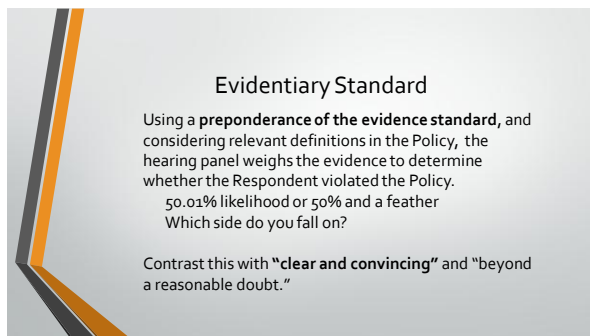 Evidentiary Standard
Using a preponderance of the evidence standard, and
considering relevant definitions in the Policy, the
hearing panel weighs the evidence to determine
whether the Respondent violated the Policy.
50.01% likelihood or 50% and a feather
Which side do you fall on?
Contrast this with “clear and convincing” and “beyond
a reasonable doubt.”